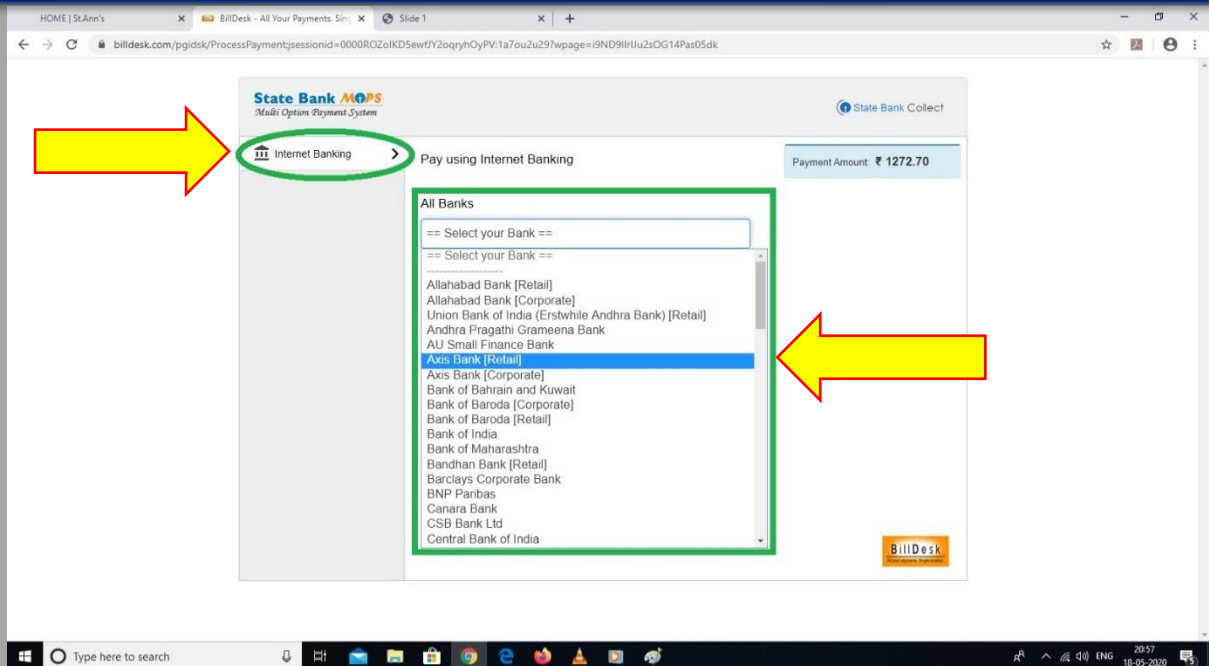 HOME | St.Ann's
BillDesk - All Your Payments. Sin
Slide 1
billdesk.com/pgidsk/ProcessPayment;jsessionid=0000ROZolKD5ewfJY2oqryhOyPV:1a7ou2u29?wpage=i9ND9IIrUu2sOG14Pas05dk
State Bank MOPS
Multi Option Payment System
State Bank Collect
Internet Banking
Pay using Internet Banking
Payment Amount: ₹ 1272.70
All Banks
== Select your Bank ==
== Select your Bank ==
--------------------
Allahabad Bank [Retail]
Allahabad Bank [Corporate]
Union Bank of India (Erstwhile Andhra Bank) [Retail]
Andhra Pragathi Grameena Bank
AU Small Finance Bank
Axis Bank [Retail]
Axis Bank [Corporate]
Bank of Bahrain and Kuwait
Bank of Baroda [Corporate]
Bank of Baroda [Retail]
Bank of India
Bank of Maharashtra
Bandhan Bank [Retail]
Barclays Corporate Bank
BNP Paribas
Canara Bank
CSB Bank Ltd
Central Bank of India
BillDesk
Type here to search
ENG
20:57
18-05-2020